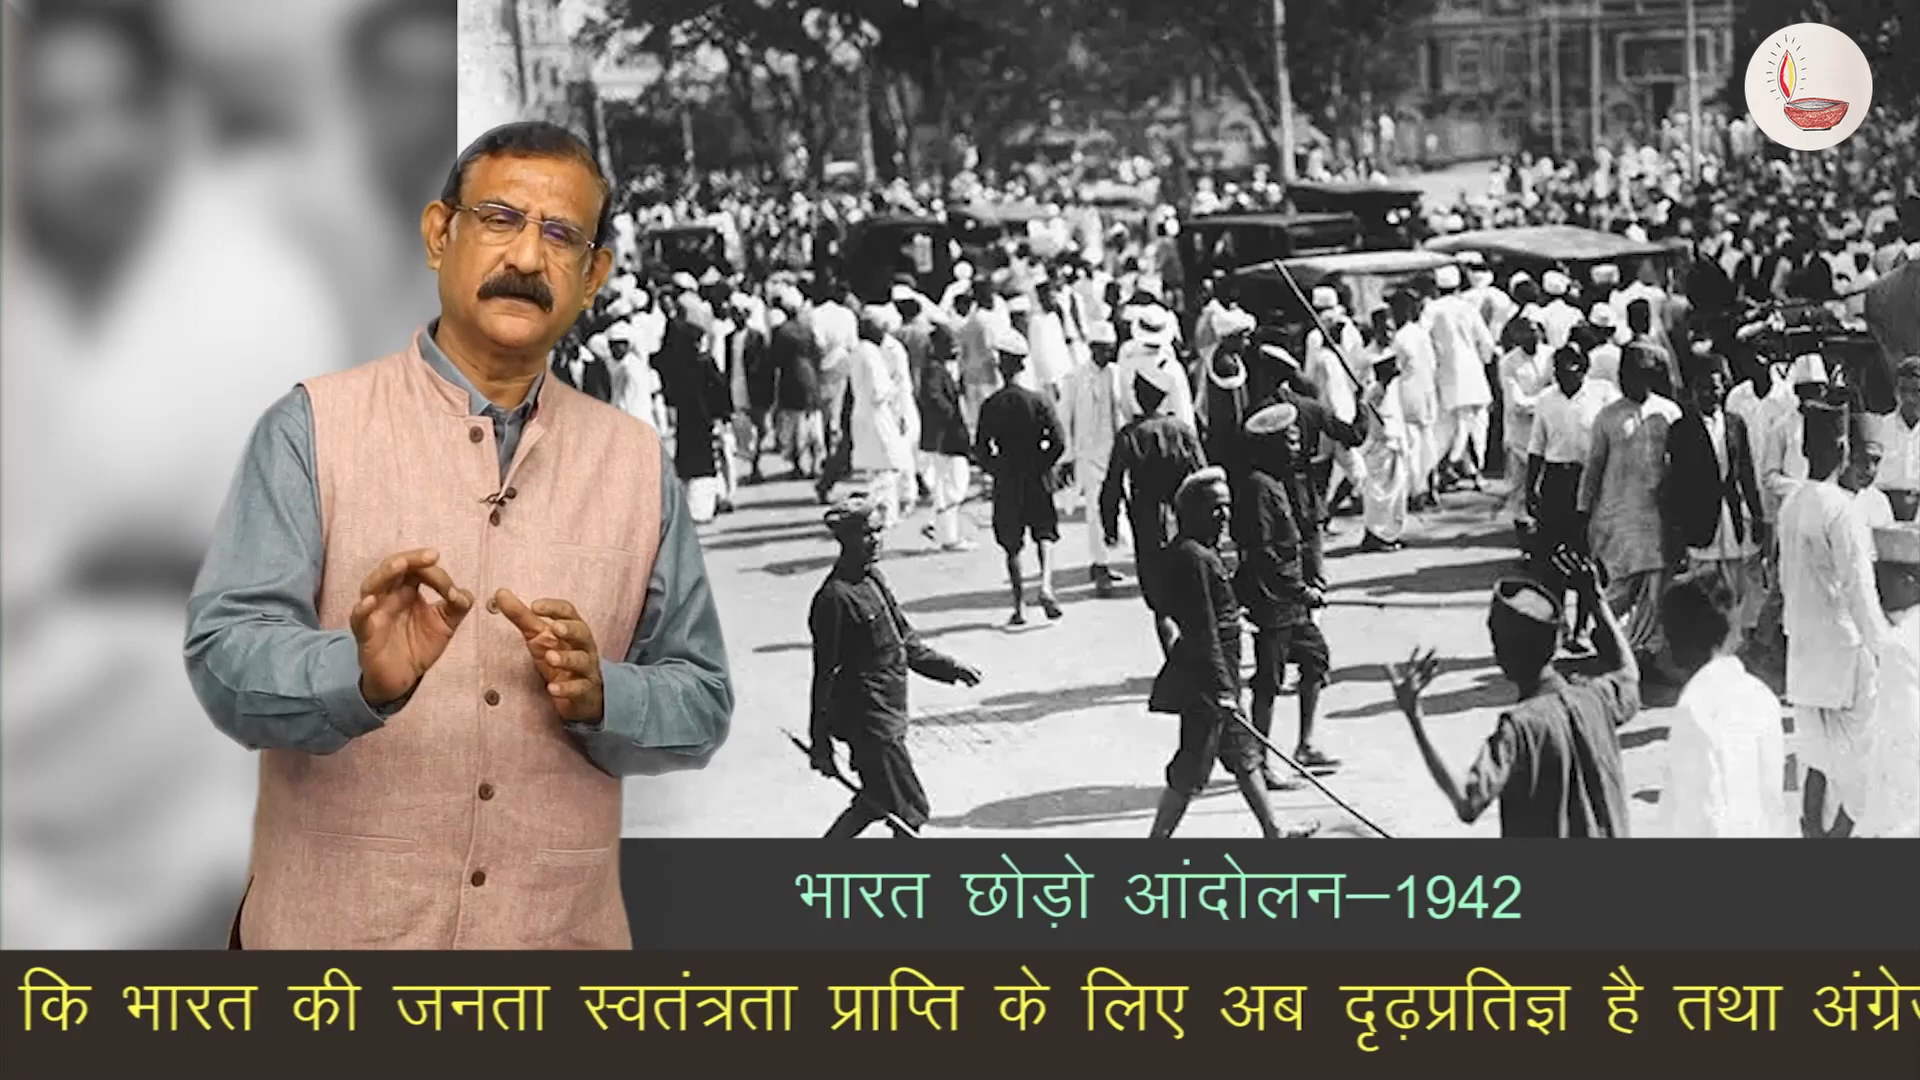 भारत छोड़ो आंदोलन–1942
कि भारत की जनता स्वतंत्रता प्राप्ति के लिए अब दृढ़प्रतिज्ञ है तथा